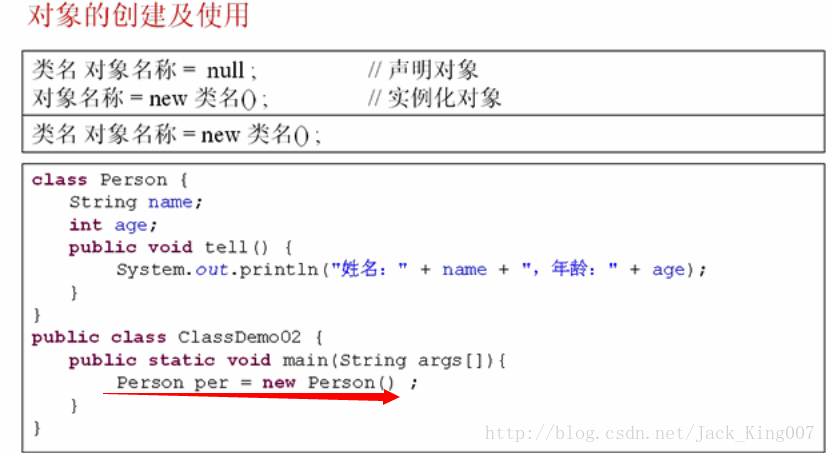 对象的创建及使用
类名 对象名称 = null ; // 声明对象
对象名称 = new 类名() ; // 实例化对象
类名 对象名称 = new 类名() ;
class Person {
String name;
int age;
public void tell() {
System.out.println("姓名：" + name + "，年龄：" + age);
}
}
public class ClassDemo02 {
public static void main(String args[]){
Person per = new Person() ;
}
}
http://blog.csdn.net/Jack_King007